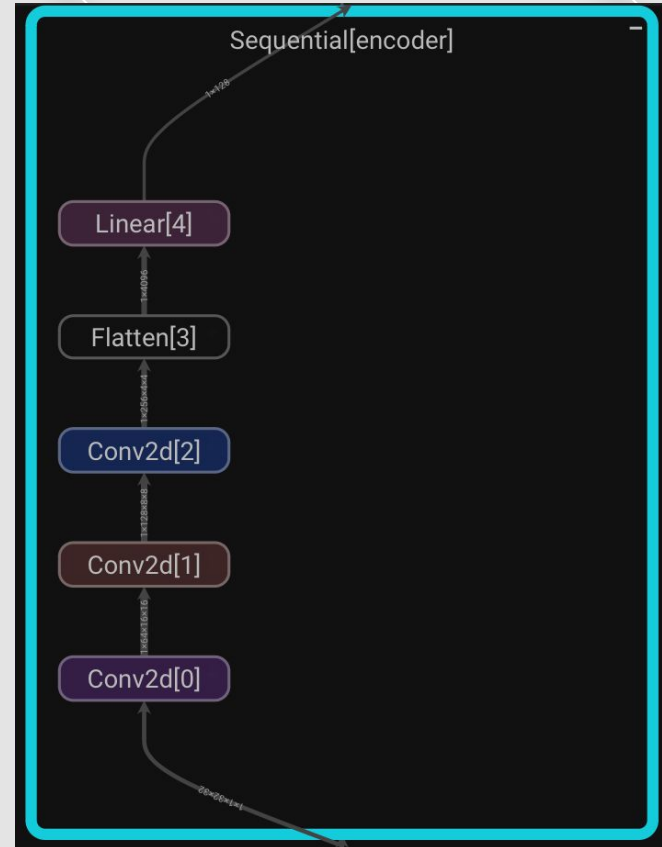 Sequential[encoder]
1×128
Linear[4]
1×4096
Flatten[3]
1×256×4×4
Conv2d[2]
1×128×8×8
Conv2d[1]
1×64×16×16
Conv2d[0]
1×1×32×32